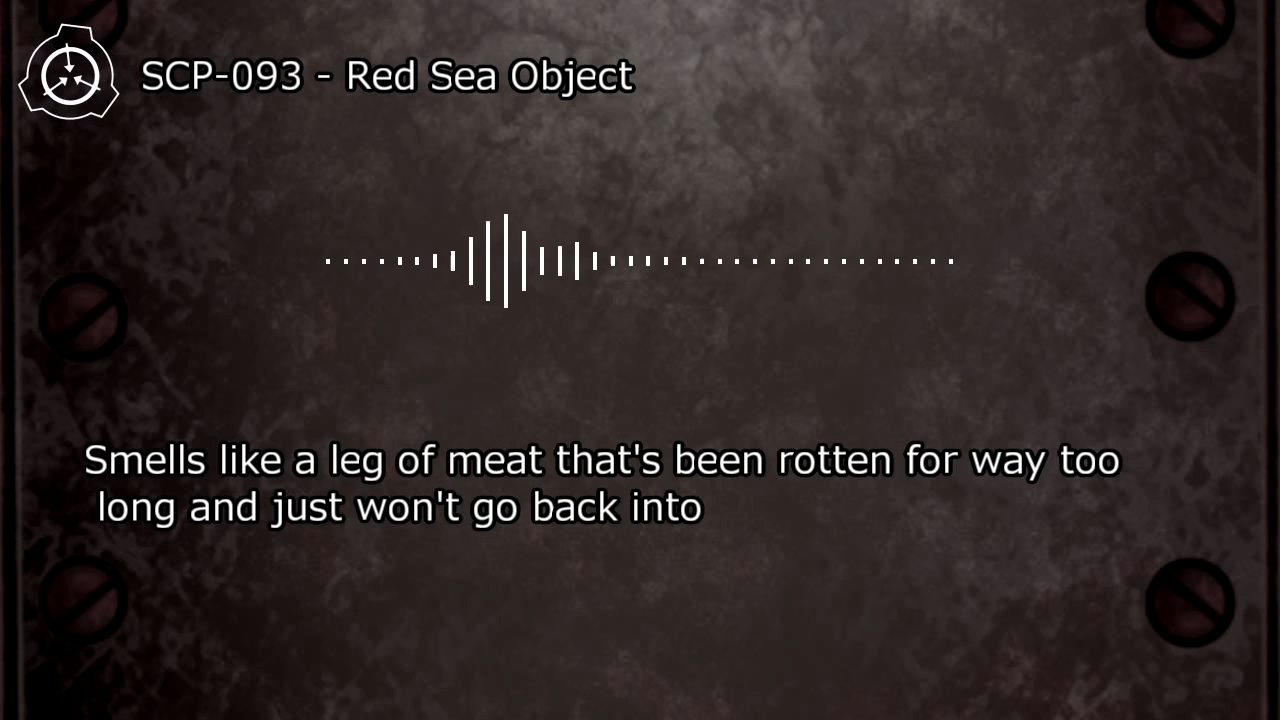 SCP-093 - Red Sea Object
Smells like a leg of meat that's been rotten for way too
long and just won't go back into